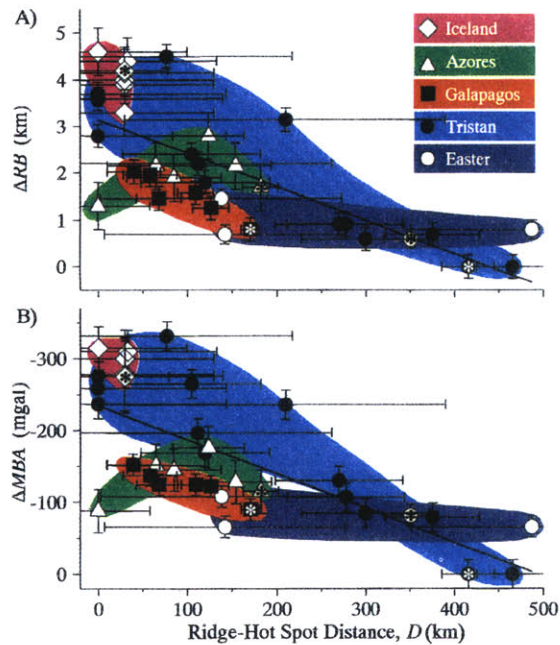 A)
5
4
3
2
1
0
ΔRB (km)
Iceland
Azores
Galapagos
Tristan
Easter
B)
-300
-200
-100
0
ΔMBA (mgal)
0 100 200 300 400 500
Ridge-Hot Spot Distance, D (km)